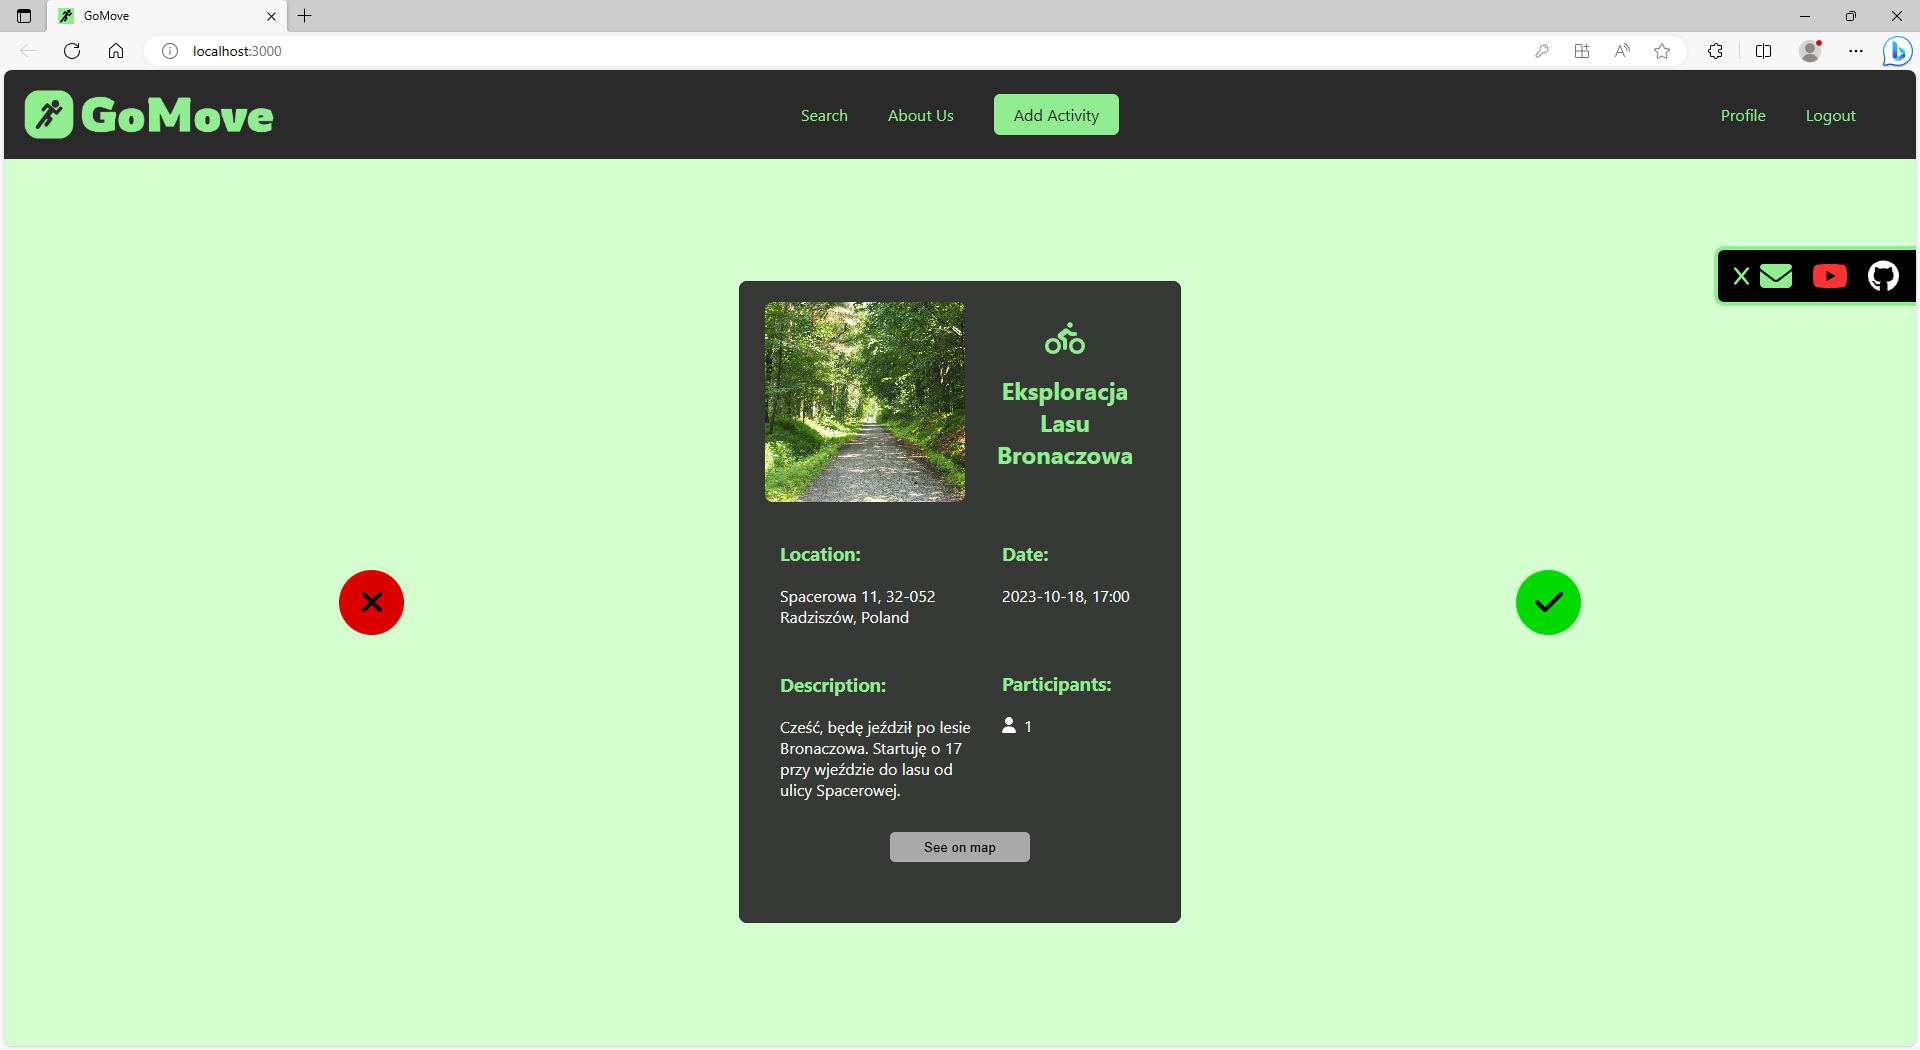 GoMove
localhost:3000
GoMove
Search
About Us
Add Activity
Profile
Logout
X
Eksploracja
Lasu
Bronaczowa
Location:
Spacerowa 11, 32-052
Radziszów, Poland
Date:
2023-10-18, 17:00
Description:
Cześć, będę jeździł po lesie
Bronaczowa. Startuję o 17
przy wjeździe do lasu od
ulicy Spacerowej.
Participants:
1
See on map